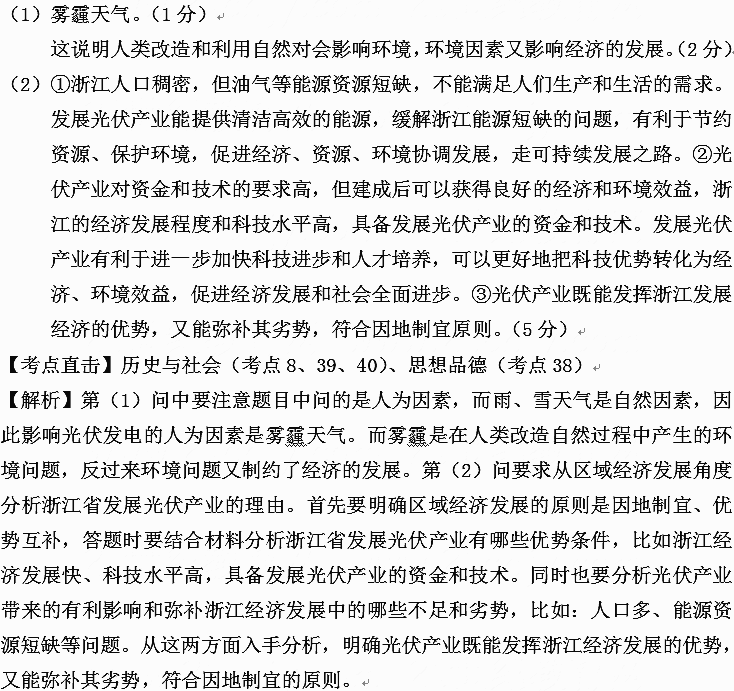 （1）雾霾天气。（1分）
这说明人类改造和利用自然对会影响环境，环境因素又影响经济的发展。（2分）
（2）①浙江人口稠密，但油气等能源资源短缺，不能满足人们生产和生活的需求。
发展光伏产业能提供清洁高效的能源，缓解浙江能源短缺的问题，有利于节约
资源、保护环境，促进经济、资源、环境协调发展，走可持续发展之路。②光
伏产业对资金和技术的要求高，但建成后可以获得良好的经济和环境效益，浙
江的经济发展程度和科技水平高，具备发展光伏产业的资金和技术。发展光伏
产业有利于进一步加快科技进步和人才培养，可以更好地把科技优势转化为经
济、环境效益，促进经济发展和社会全面进步。③光伏产业既能发挥浙江发展
经济的优势，又能弥补其劣势，符合因地制宜原则。（5分）
【考点直击】历史与社会（考点8、39、40）、思想品德（考点38）
【解析】第（1）问中要注意题目中问的是人为因素，而雨、雪天气是自然因素，因
此影响光伏发电的人为因素是雾霾天气。而雾霾是在人类改造自然过程中产生的环
境问题，反过来环境问题又制约了经济的发展。第（2）问要求从区域经济发展角度
分析浙江省发展光伏产业的理由。首先要明确区域经济发展的原则是因地制宜、优
势互补，答题时要结合材料分析浙江省发展光伏产业有哪些优势条件，比如浙江经
济发展快、科技水平高，具备发展光伏产业的资金和技术。同时也要分析光伏产业
带来的有利影响和弥补浙江经济发展中的哪些不足和劣势，比如：人口多、能源资
源短缺等问题。从这两方面入手分析，明确光伏产业既能发挥浙江经济发展的优势，
又能弥补其劣势，符合因地制宜的原则。